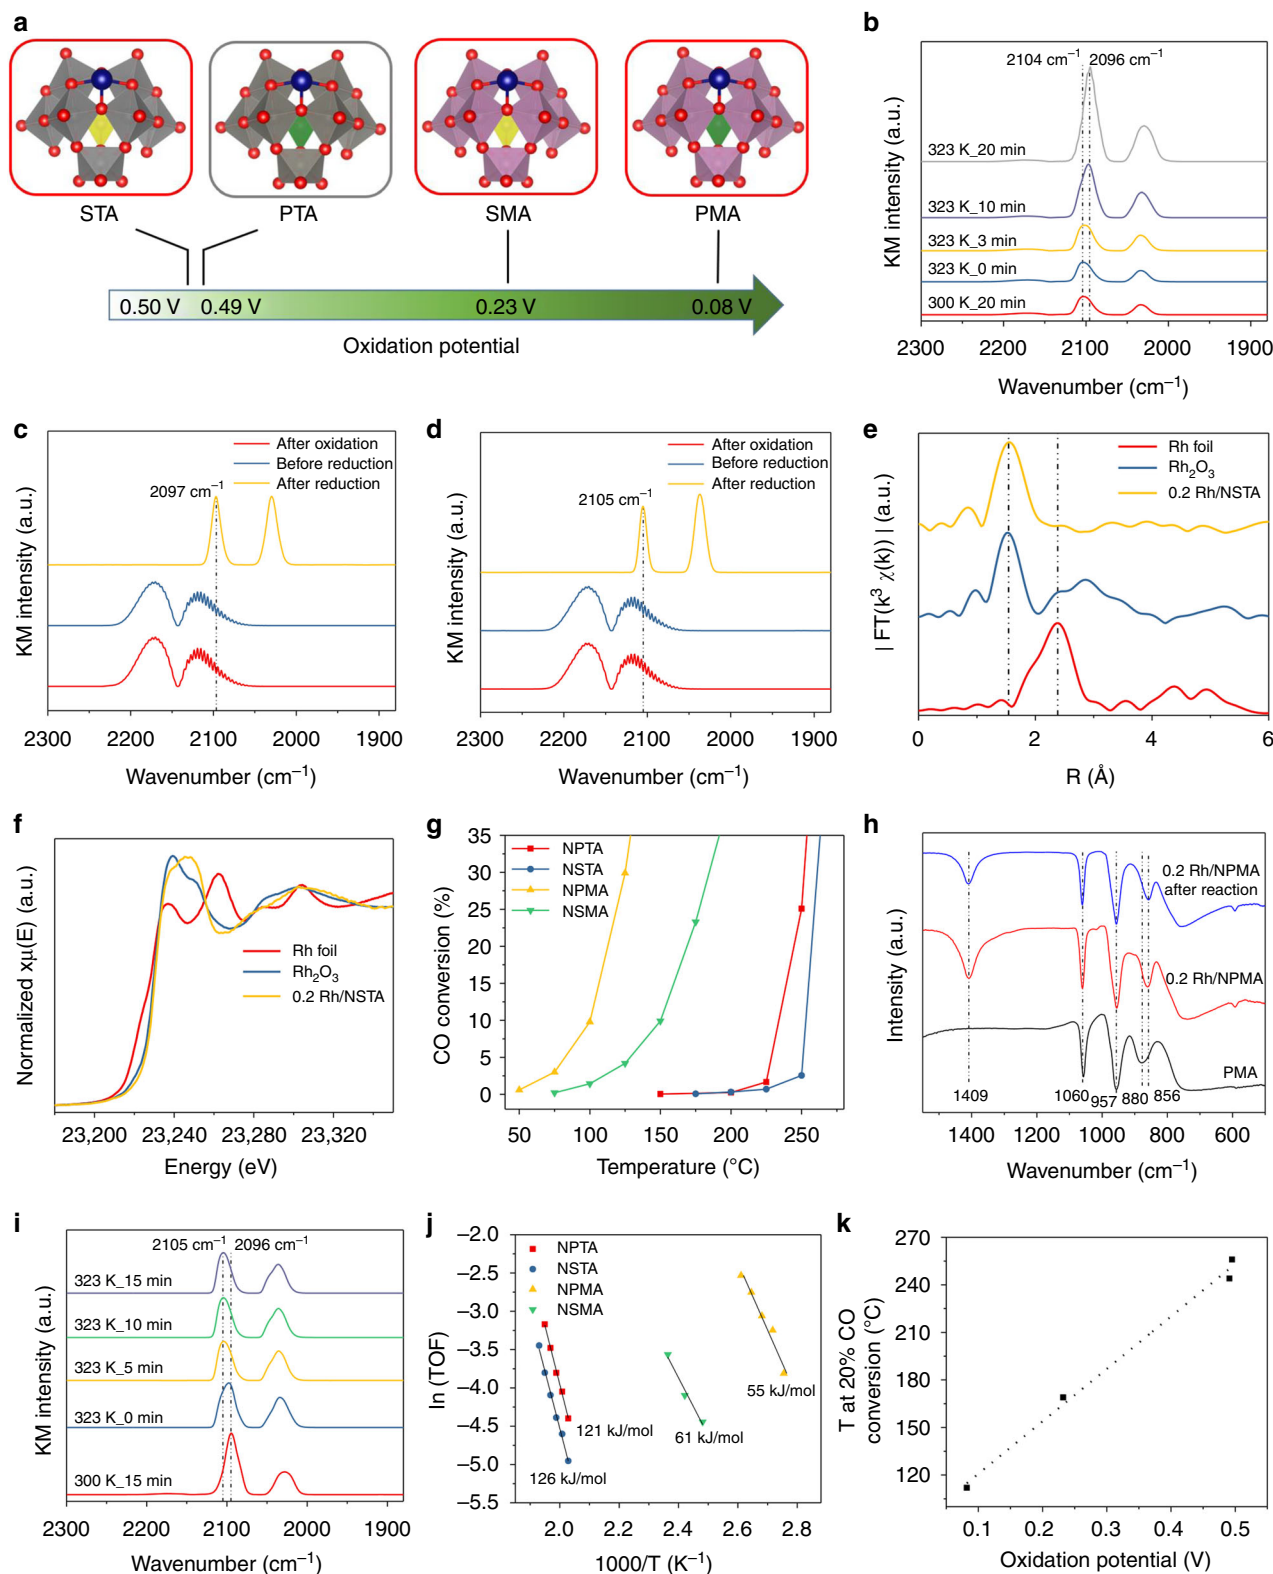 a
STA
PTA
SMA
PMA
0.50 V
0.49 V
0.23 V
0.08 V
Oxidation potential
b
2104 cm⁻¹
2096 cm⁻¹
323 K_20 min
323 K_10 min
323 K_3 min
323 K_0 min
300 K_20 min
KM intensity (a.u.)
2300 2200 2100 2000 1900
Wavenumber (cm⁻¹)
c
After oxidation
Before reduction
After reduction
2097 cm⁻¹
KM intensity (a.u.)
2300 2200 2100 2000 1900
Wavenumber (cm⁻¹)
d
After oxidation
Before reduction
After reduction
2105 cm⁻¹
KM intensity (a.u.)
2300 2200 2100 2000 1900
Wavenumber (cm⁻¹)
e
Rh foil
Rh₂O₃
0.2 Rh/NSTA
| FT(k³ χ(k)) | (a.u.)
0 2 4 6
R (Å)
f
Rh foil
Rh₂O₃
0.2 Rh/NSTA
Normalized xμ(E) (a.u.)
23,200 23,240 23,280 23,320
Energy (eV)
g
NPTA
NSTA
NPMA
NSMA
CO conversion (%)
35
30
25
20
15
10
5
0
50 100 150 200 250
Temperature (°C)
h
0.2 Rh/NPMA
after reaction
0.2 Rh/NPMA
PMA
1409
1060
957
880
856
Intensity (a.u.)
1400 1200 1000 800 600
Wavenumber (cm⁻¹)
i
2105 cm⁻¹
2096 cm⁻¹
323 K_15 min
323 K_10 min
323 K_5 min
323 K_0 min
300 K_15 min
KM intensity (a.u.)
2300 2200 2100 2000 1900
Wavenumber (cm⁻¹)
j
NPTA
NSTA
NPMA
NSMA
ln (TOF)
−2.0
−2.5
−3.0
−3.5
−4.0
−4.5
−5.0
−5.5
55 kJ/mol
121 kJ/mol
61 kJ/mol
126 kJ/mol
2.0 2.2 2.4 2.6 2.8
1000/T (K⁻¹)
k
T at 20% CO
conversion (°C)
270
240
210
180
150
120
0.1 0.2 0.3 0.4 0.5
Oxidation potential (V)